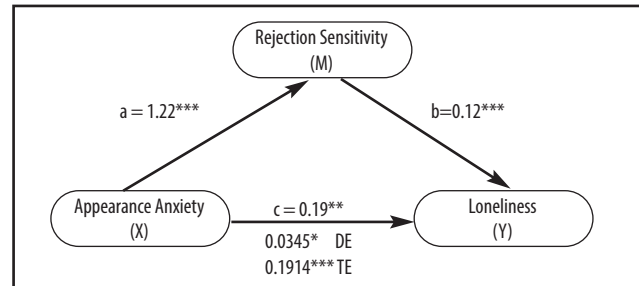 Rejection Sensitivity
(M)
a = 1.22***
b=0.12***
Appearance Anxiety
(X)
c = 0.19**
0.0345* DE
0.1914*** TE
Loneliness
(Y)